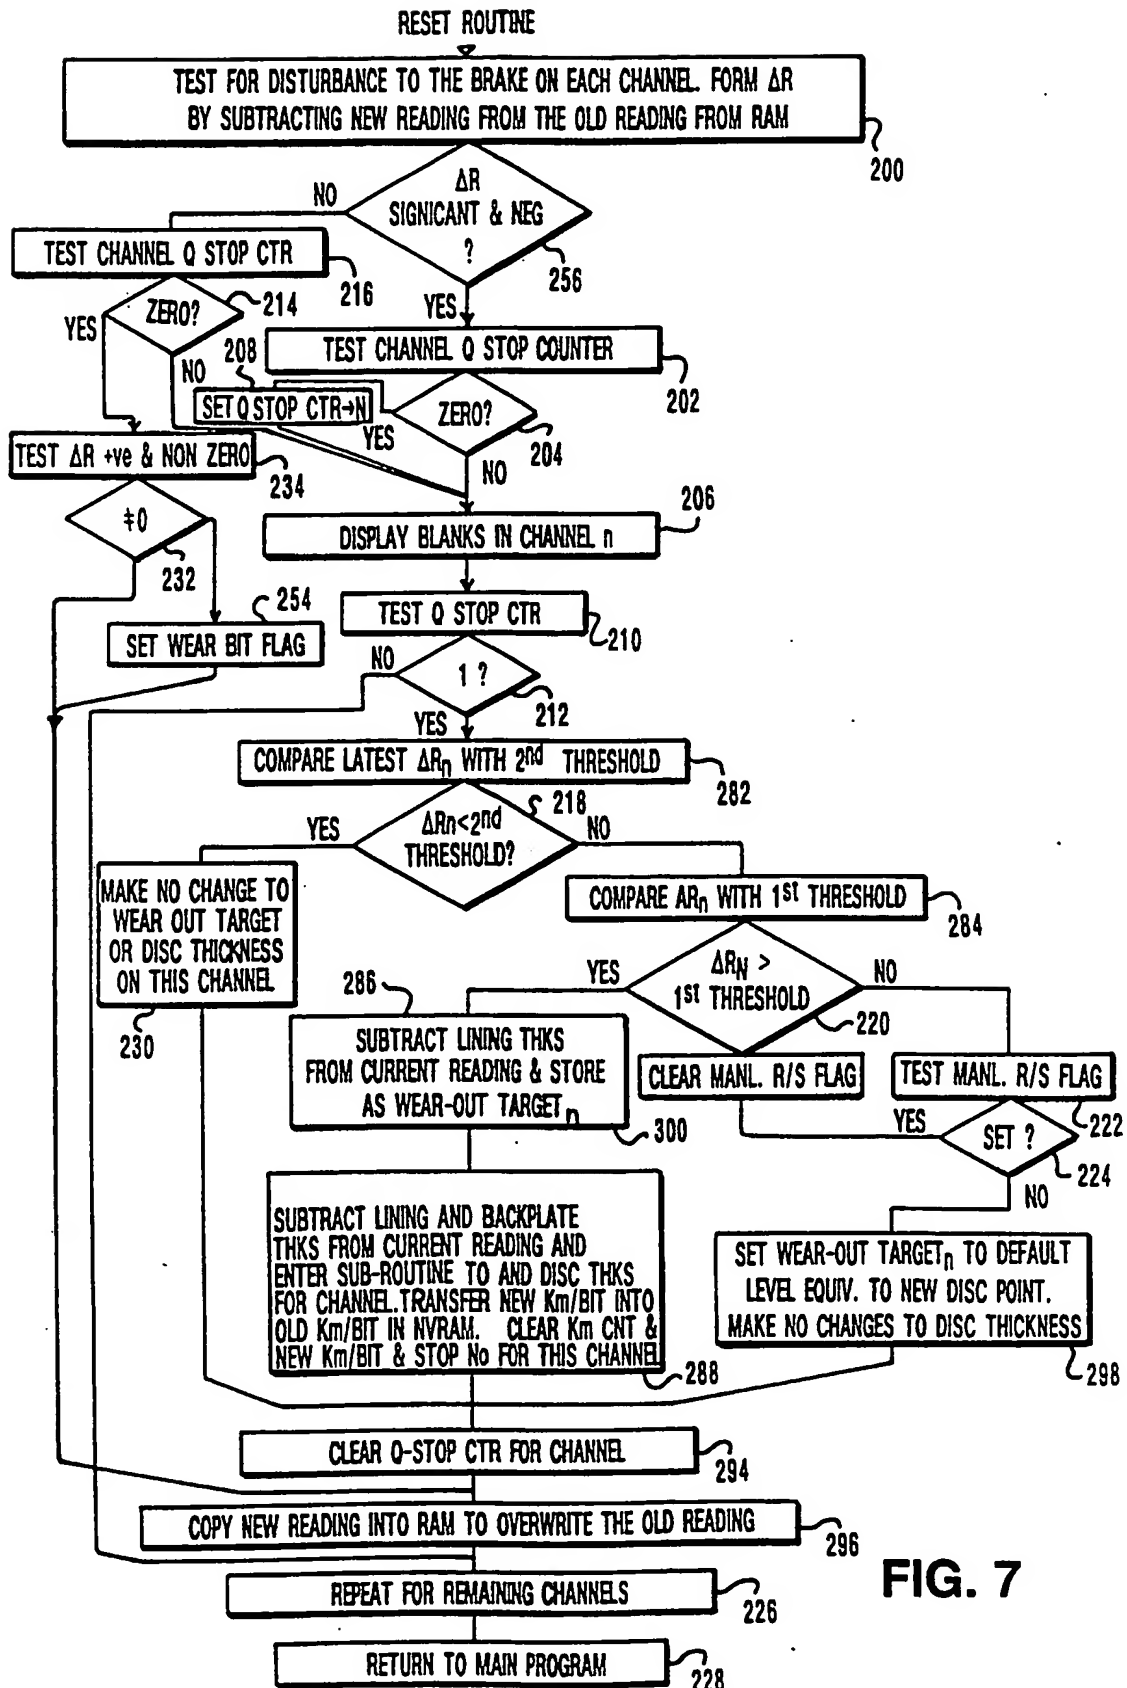 RESET ROUTINE
TEST FOR DISTURBANCE TO THE BRAKE ON EACH CHANNEL. FORM ΔR
BY SUBTRACTING NEW READING FROM THE OLD READING FROM RAM
200
ΔR
SIGNICANT & NEG
?
256
NO
YES
TEST CHANNEL Q STOP CTR
216
ZERO?
214
YES
NO
TEST CHANNEL Q STOP COUNTER
202
208
SET Q STOP CTR→N
ZERO?
204
YES
NO
TEST ΔR +ve & NON ZERO
234
≠0
232
206
DISPLAY BLANKS IN CHANNEL n
254
SET WEAR BIT FLAG
TEST Q STOP CTR
210
NO
1 ?
212
YES
COMPARE LATEST ΔRn WITH 2nd THRESHOLD
282
218
ΔRn<2nd
THRESHOLD?
YES
NO
MAKE NO CHANGE TO
WEAR OUT TARGET
OR DISC THICKNESS
ON THIS CHANNEL
230
COMPARE ARn WITH 1st THRESHOLD
284
ΔRN >
1st THRESHOLD
220
YES
NO
286
SUBTRACT LINING THKS
FROM CURRENT READING & STORE
AS WEAR-OUT TARGET n
300
CLEAR MANL. R/S FLAG
TEST MANL. R/S FLAG
222
YES
SET ?
224
NO
SUBTRACT LINING AND BACKPLATE
THKS FROM CURRENT READING AND
ENTER SUB-ROUTINE TO AND DISC THKS
FOR CHANNEL.TRANSFER NEW Km/BIT INTO
OLD Km/BIT IN NVRAM. CLEAR Km CNT &
NEW Km/BIT & STOP No FOR THIS CHANNEL
288
SET WEAR-OUT TARGETn TO DEFAULT
LEVEL EQUIV. TO NEW DISC POINT.
MAKE NO CHANGES TO DISC THICKNESS
298
CLEAR Q-STOP CTR FOR CHANNEL
294
COPY NEW READING INTO RAM TO OVERWRITE THE OLD READING
296
REPEAT FOR REMAINING CHANNELS
226
RETURN TO MAIN PROGRAM
228
FIG. 7